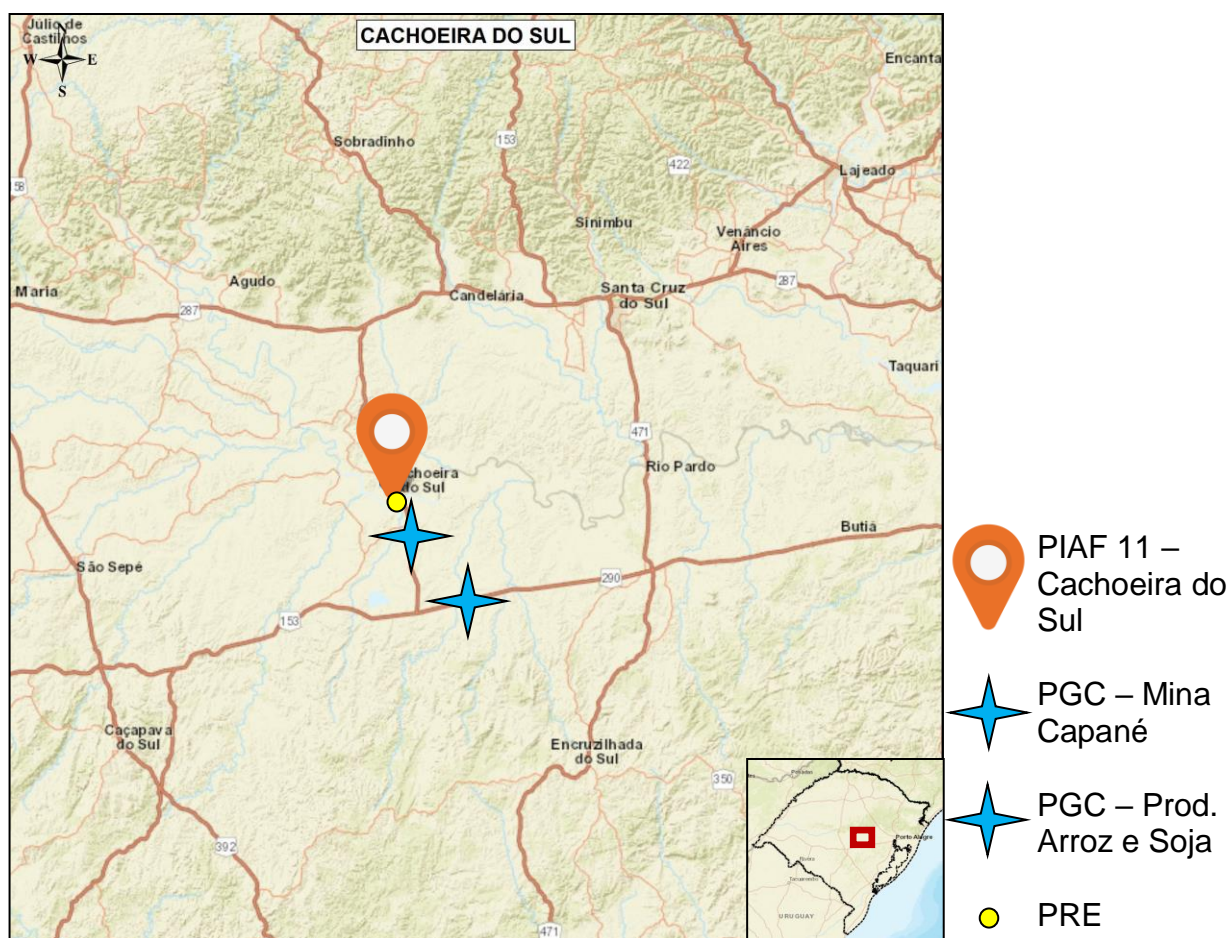 Júlio de
Castilhos
CACHOEIRA DO SUL
W
E
S
Encanta
Sobradinho
153
422
Lajeado
58
Sinimbu
Venâncio
Aires
Agudo
Maria
287
Candelária
Santa Cruz
do Sul
287
Taquari
471
choeira
do Sul
Rio Pardo
Butiá
São Sepé
290
153
Caçapava
do Sul
Encruzilhada
do Sul
350
392
471
Porto Alegre
URUGUAY
PIAF 11 –
Cachoeira do
Sul
PGC – Mina
Capané
PGC – Prod.
Arroz e Soja
PRE